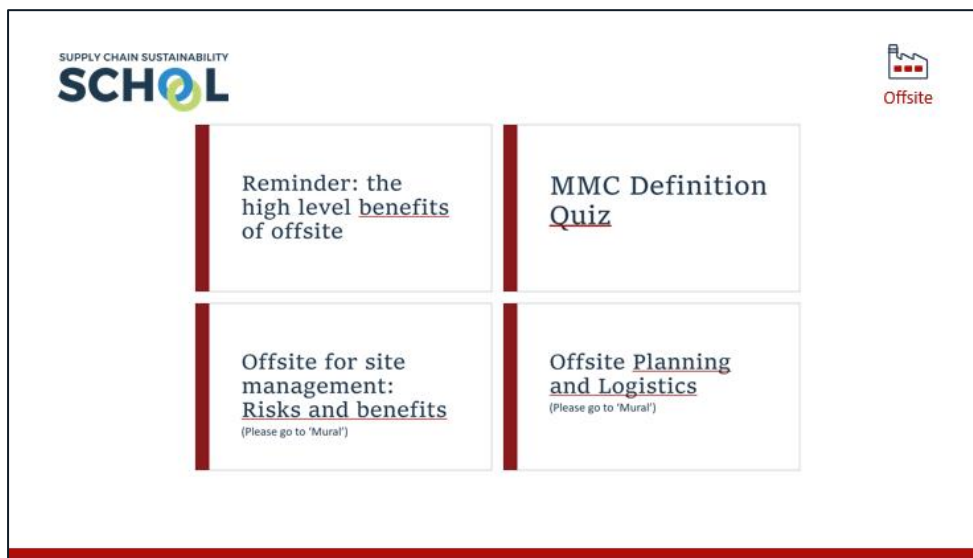 SUPPLY CHAIN SUSTAINABILITY
SCHOOL
Offsite
Reminder: the
high level benefits
of offsite
MMC Definition
Quiz
Offsite for site
management:
Risks and benefits
(Please go to ‘Mural’)
Offsite Planning
and Logistics
(Please go to ‘Mural’)